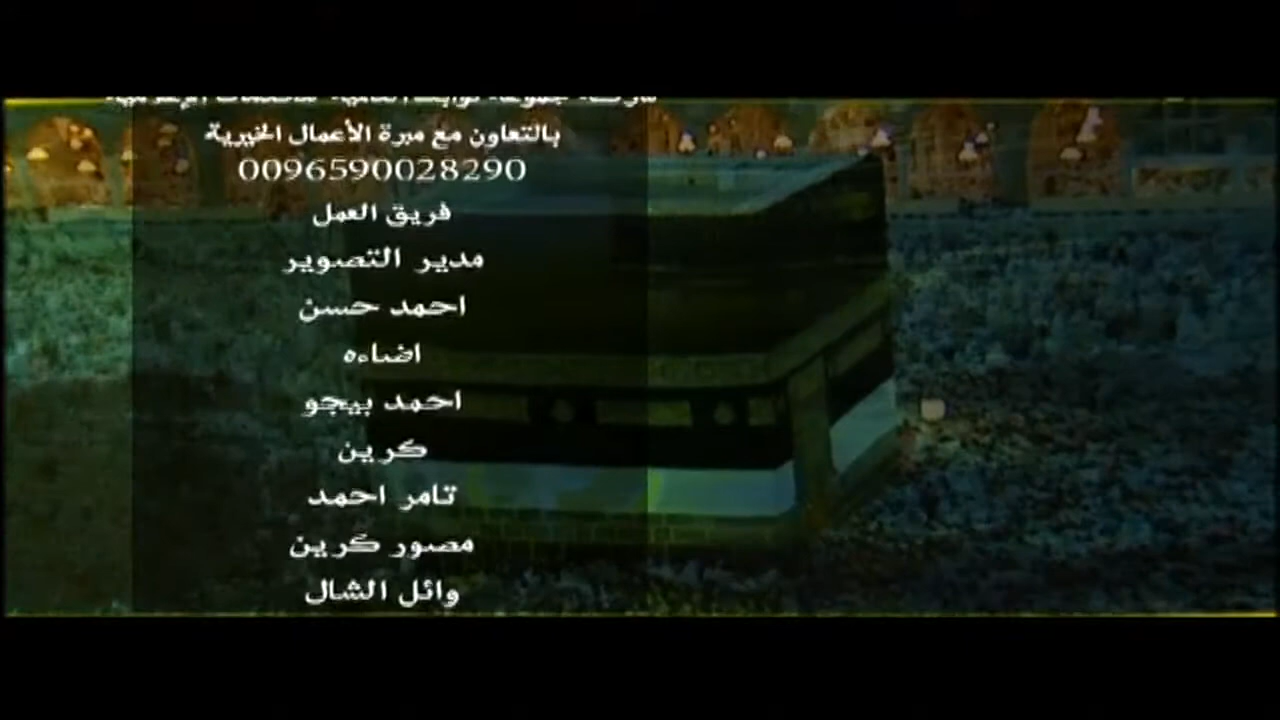 بالتعاون مع مبرة الأعمال الخيرية
0096590028290
فريق العمل
مدير التصوير
احمد حسن
اضاءه
احمد بيجو
كرين
تامر احمد
مصور كرين
وائل الشال